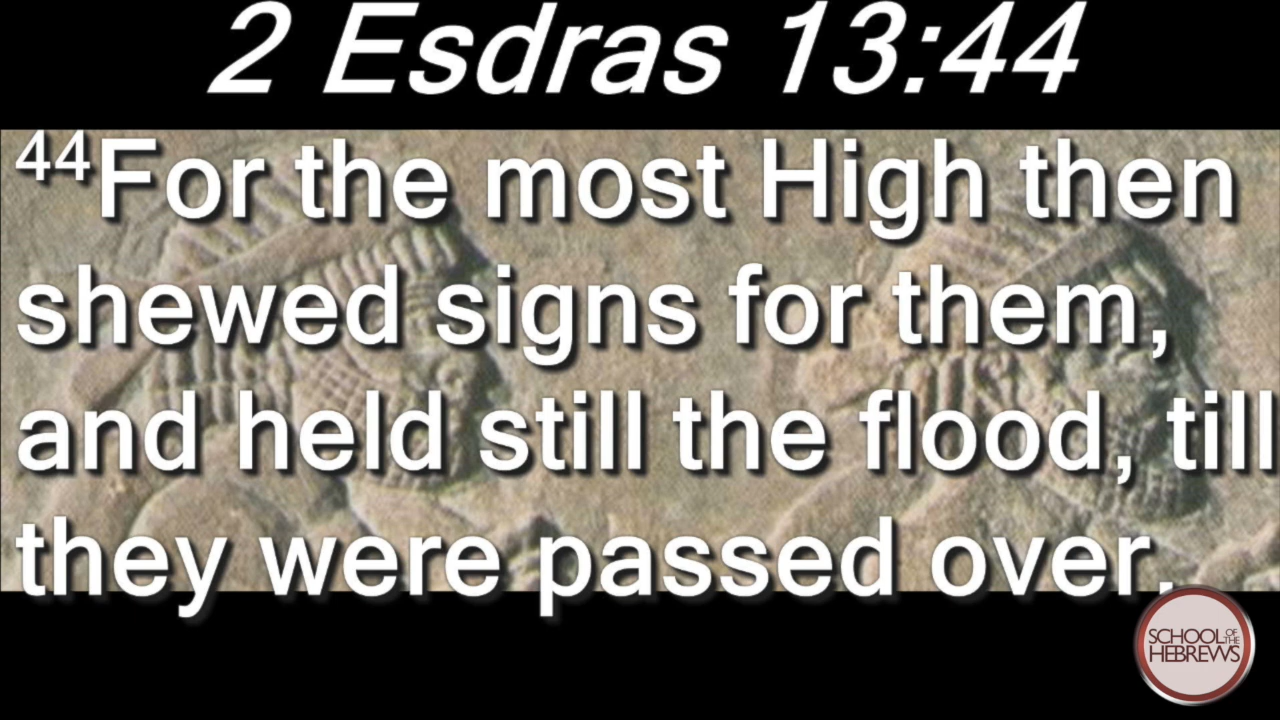 2 Esdras 13:44
44For the most High then
shewed signs for them,
and held still the flood, till
they were passed over.
SCHOOL OF THE
HEBREWS